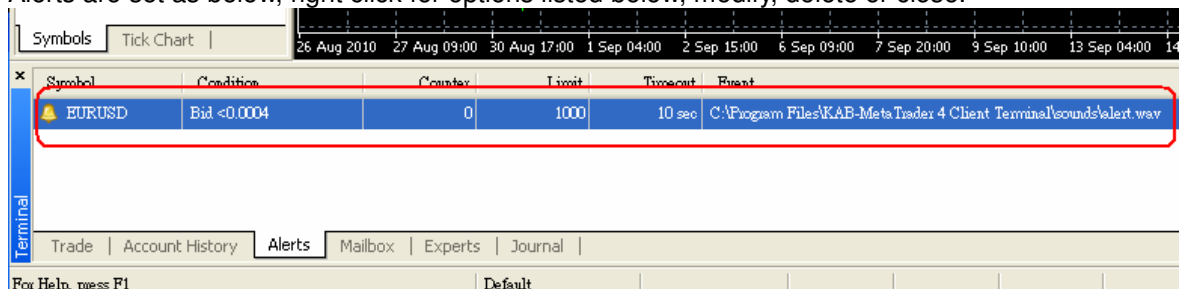 Alerts are set as below, right click for options listed below, modify, delete or close.
Symbols | Tick Chart |
26 Aug 2010 27 Aug 09:00 30 Aug 17:00 1 Sep 04:00 2 Sep 15:00 6 Sep 09:00 7 Sep 20:00 9 Sep 10:00 13 Sep 04:00 14
Symbol Condition Counter Limit Timeout Event
EURUSD Bid <0.0004 0 1000 10 sec C:\Program Files\KAB-MetaTrader 4 Client Terminal\sounds\alert.wav
Terminal
Trade | Account History Alerts Mailbox | Experts | Journal |
For Help, press F1 Default